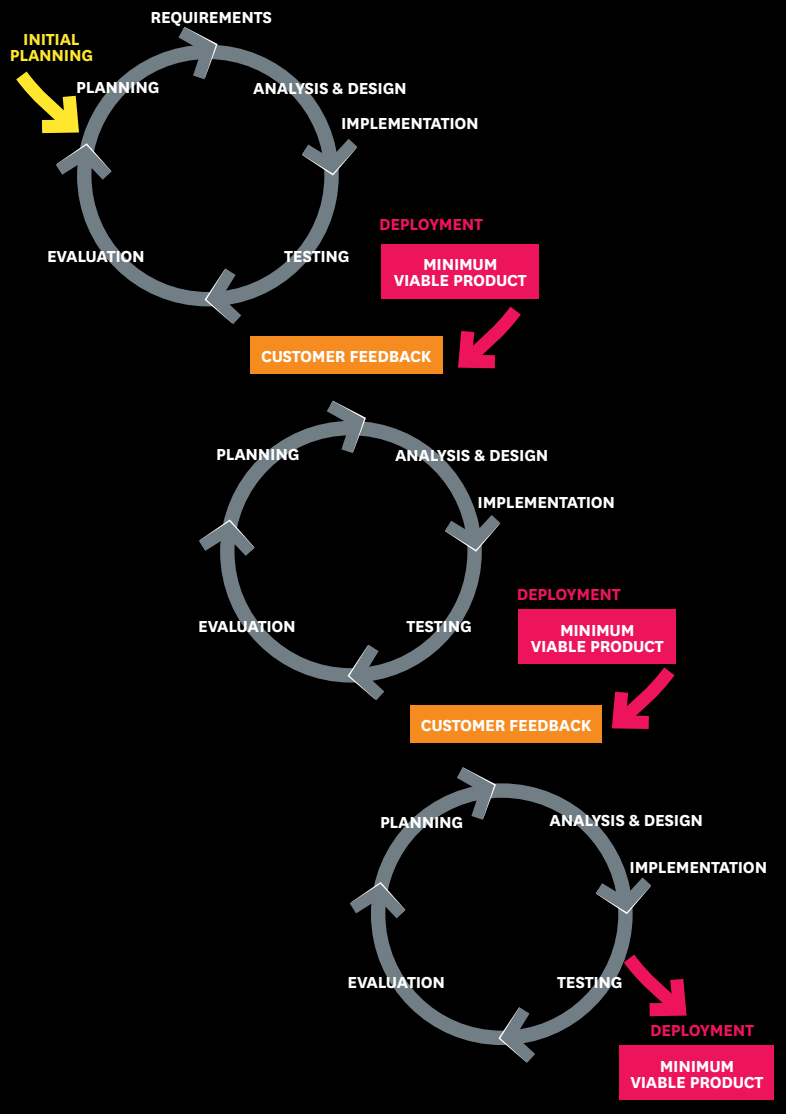 REQUIREMENTS
INITIAL
PLANNING
PLANNING
ANALYSIS & DESIGN
IMPLEMENTATION
DEPLOYMENT
EVALUATION
TESTING
MINIMUM
VIABLE PRODUCT
CUSTOMER FEEDBACK
PLANNING
ANALYSIS & DESIGN
IMPLEMENTATION
DEPLOYMENT
EVALUATION
TESTING
MINIMUM
VIABLE PRODUCT
CUSTOMER FEEDBACK
PLANNING
ANALYSIS & DESIGN
IMPLEMENTATION
EVALUATION
TESTING
DEPLOYMENT
MINIMUM
VIABLE PRODUCT